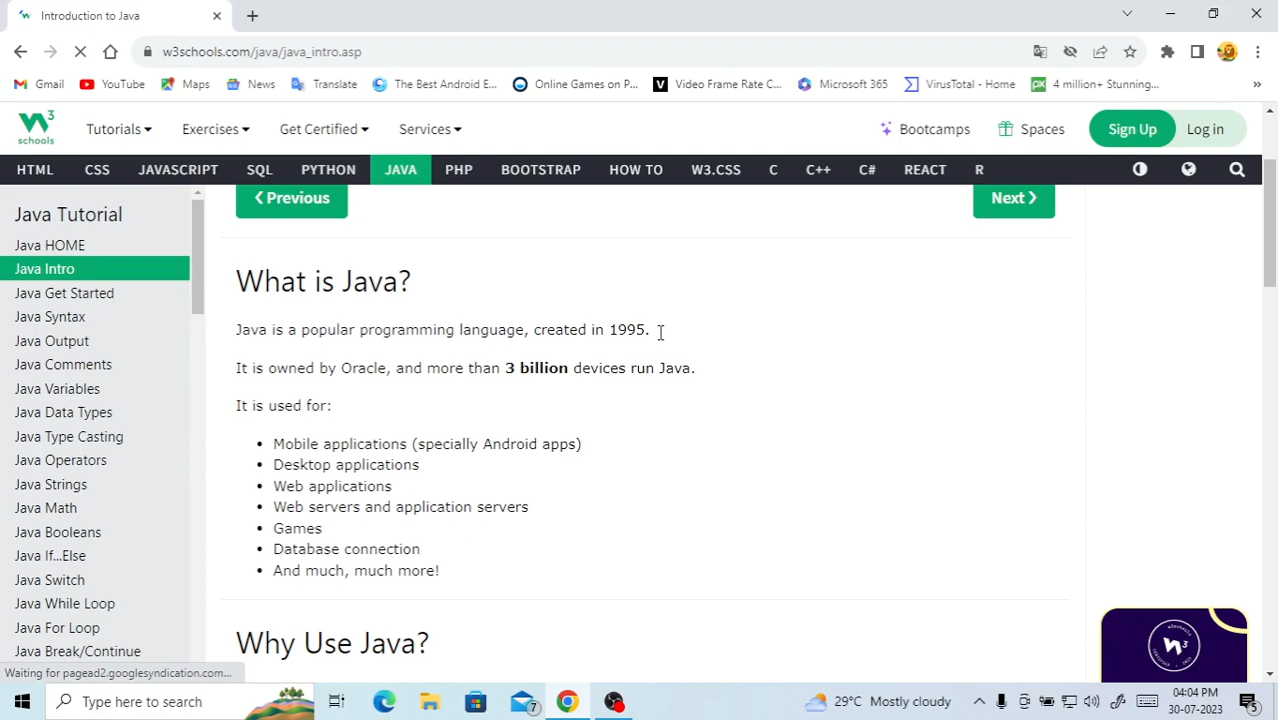 Introduction to Java
w3schools.com/java/java_intro.asp
Gmail YouTube Maps News Translate The Best Android E... Online Games on P... Video Frame Rate C... Microsoft 365 VirusTotal - Home 4 million+ Stunning... »
W3 schools Tutorials Exercises Get Certified Services Bootcamps Spaces Sign Up Log in
HTML CSS JAVASCRIPT SQL PYTHON JAVA PHP BOOTSTRAP HOW TO W3.CSS C C++ C# REACT R
Java Tutorial
Java HOME
Java Intro
Java Get Started
Java Syntax
Java Output
Java Comments
Java Variables
Java Data Types
Java Type Casting
Java Operators
Java Strings
Java Math
Java Booleans
Java If...Else
Java Switch
Java While Loop
Java For Loop
Java Break/Continue
❮ Previous Next ❯
What is Java?
Java is a popular programming language, created in 1995.
It is owned by Oracle, and more than 3 billion devices run Java.
It is used for:
• Mobile applications (specially Android apps)
• Desktop applications
• Web applications
• Web servers and application servers
• Games
• Database connection
• And much, much more!
Why Use Java?
Waiting for pagead2.googlesyndication.com...
Type here to search 7 29°C Mostly cloudy 04:04 PM
30-07-2023 5